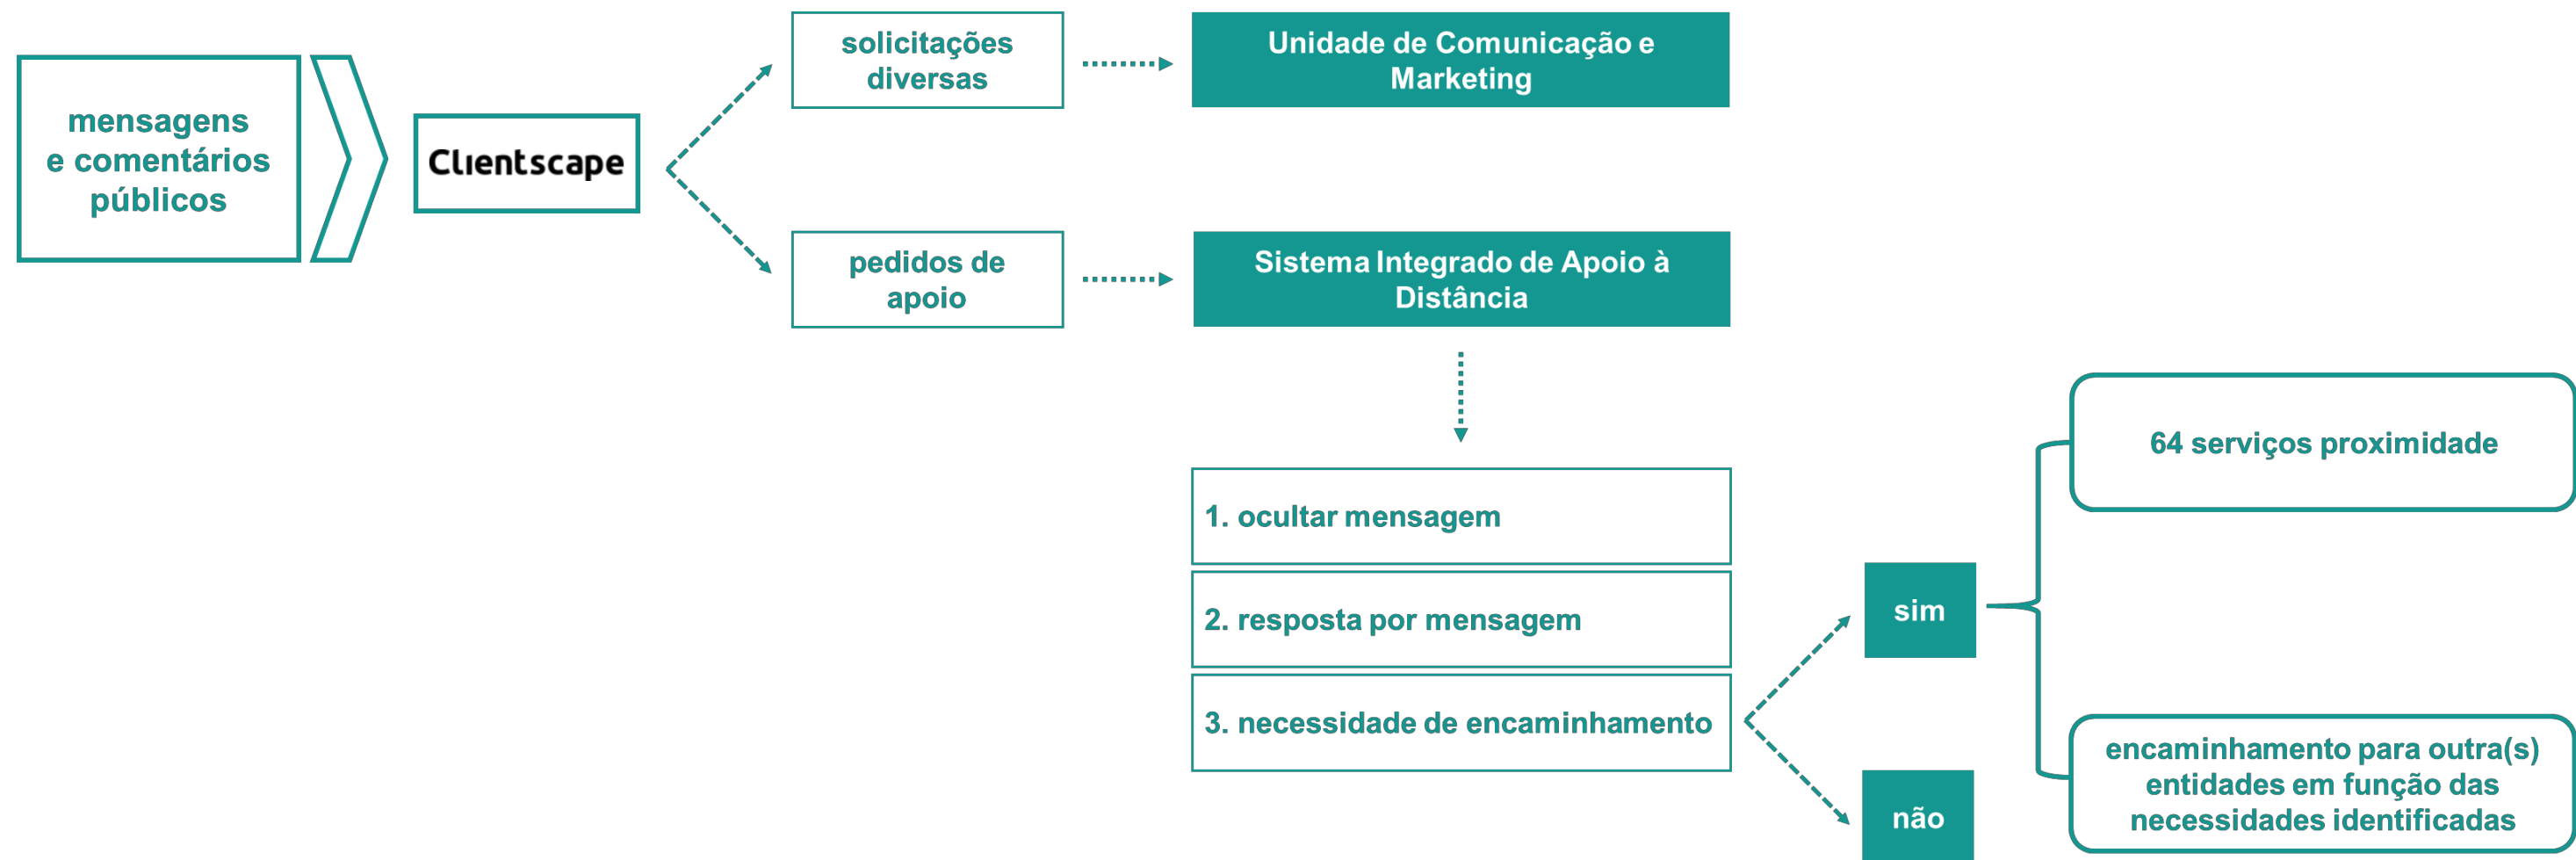 mensagens
e comentários
públicos
Clientscape
solicitações
diversas
Unidade de Comunicação e
Marketing
pedidos de
apoio
Sistema Integrado de Apoio à
Distância
1. ocultar mensagem
2. resposta por mensagem
3. necessidade de encaminhamento
sim
não
64 serviços proximidade
encaminhamento para outra(s)
entidades em função das
necessidades identificadas